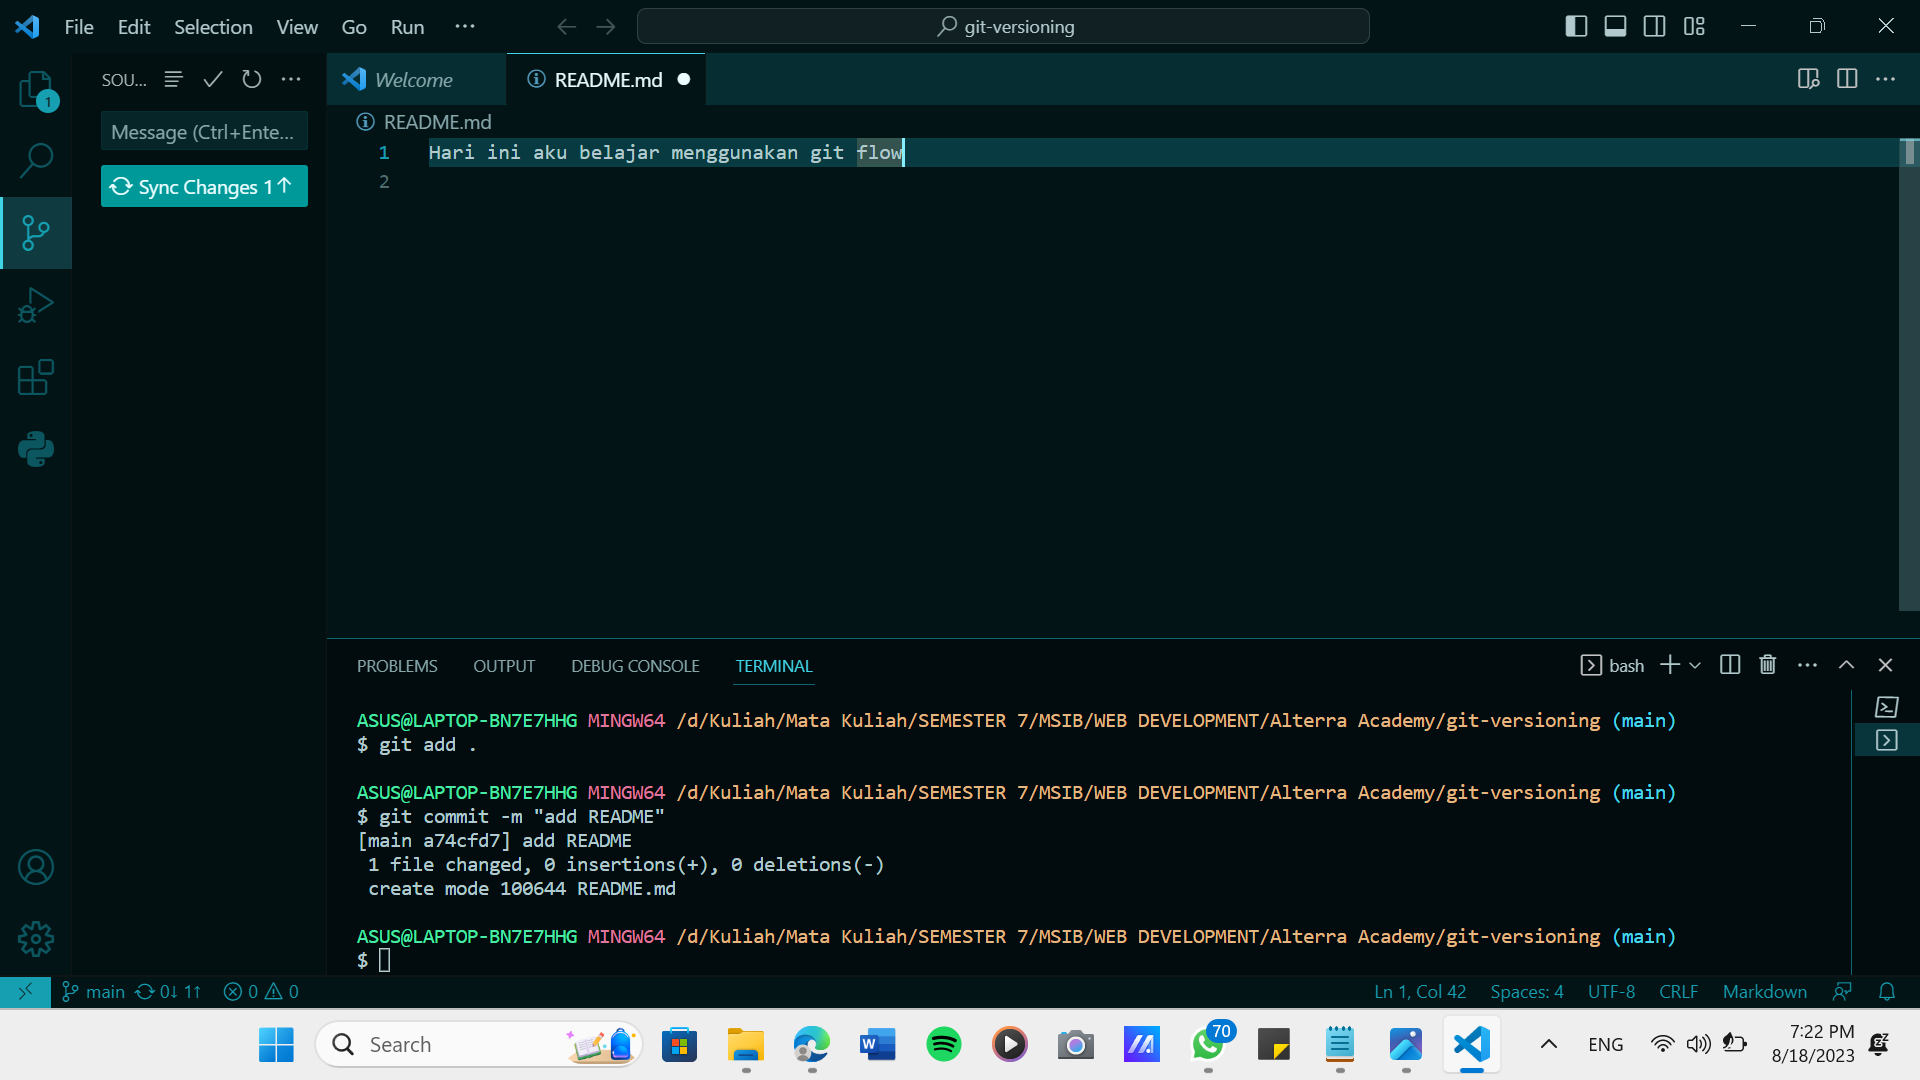 File Edit Selection View Go Run ···
git-versioning
SOU...
1
Message (Ctrl+Ente...
Sync Changes 1↑
Welcome
README.md
README.md
1 Hari ini aku belajar menggunakan git flow
2
PROBLEMS OUTPUT DEBUG CONSOLE TERMINAL
bash
ASUS@LAPTOP-BN7E7HHG MINGW64 /d/Kuliah/Mata Kuliah/SEMESTER 7/MSIB/WEB DEVELOPMENT/Alterra Academy/git-versioning (main)
$ git add .
ASUS@LAPTOP-BN7E7HHG MINGW64 /d/Kuliah/Mata Kuliah/SEMESTER 7/MSIB/WEB DEVELOPMENT/Alterra Academy/git-versioning (main)
$ git commit -m "add README"
[main a74cfd7] add README
 1 file changed, 0 insertions(+), 0 deletions(-)
 create mode 100644 README.md
ASUS@LAPTOP-BN7E7HHG MINGW64 /d/Kuliah/Mata Kuliah/SEMESTER 7/MSIB/WEB DEVELOPMENT/Alterra Academy/git-versioning (main)
$
main 0↓ 1↑ 0 0
Ln 1, Col 42 Spaces: 4 UTF-8 CRLF Markdown
Search
W
70
ENG
7:22 PM
8/18/2023